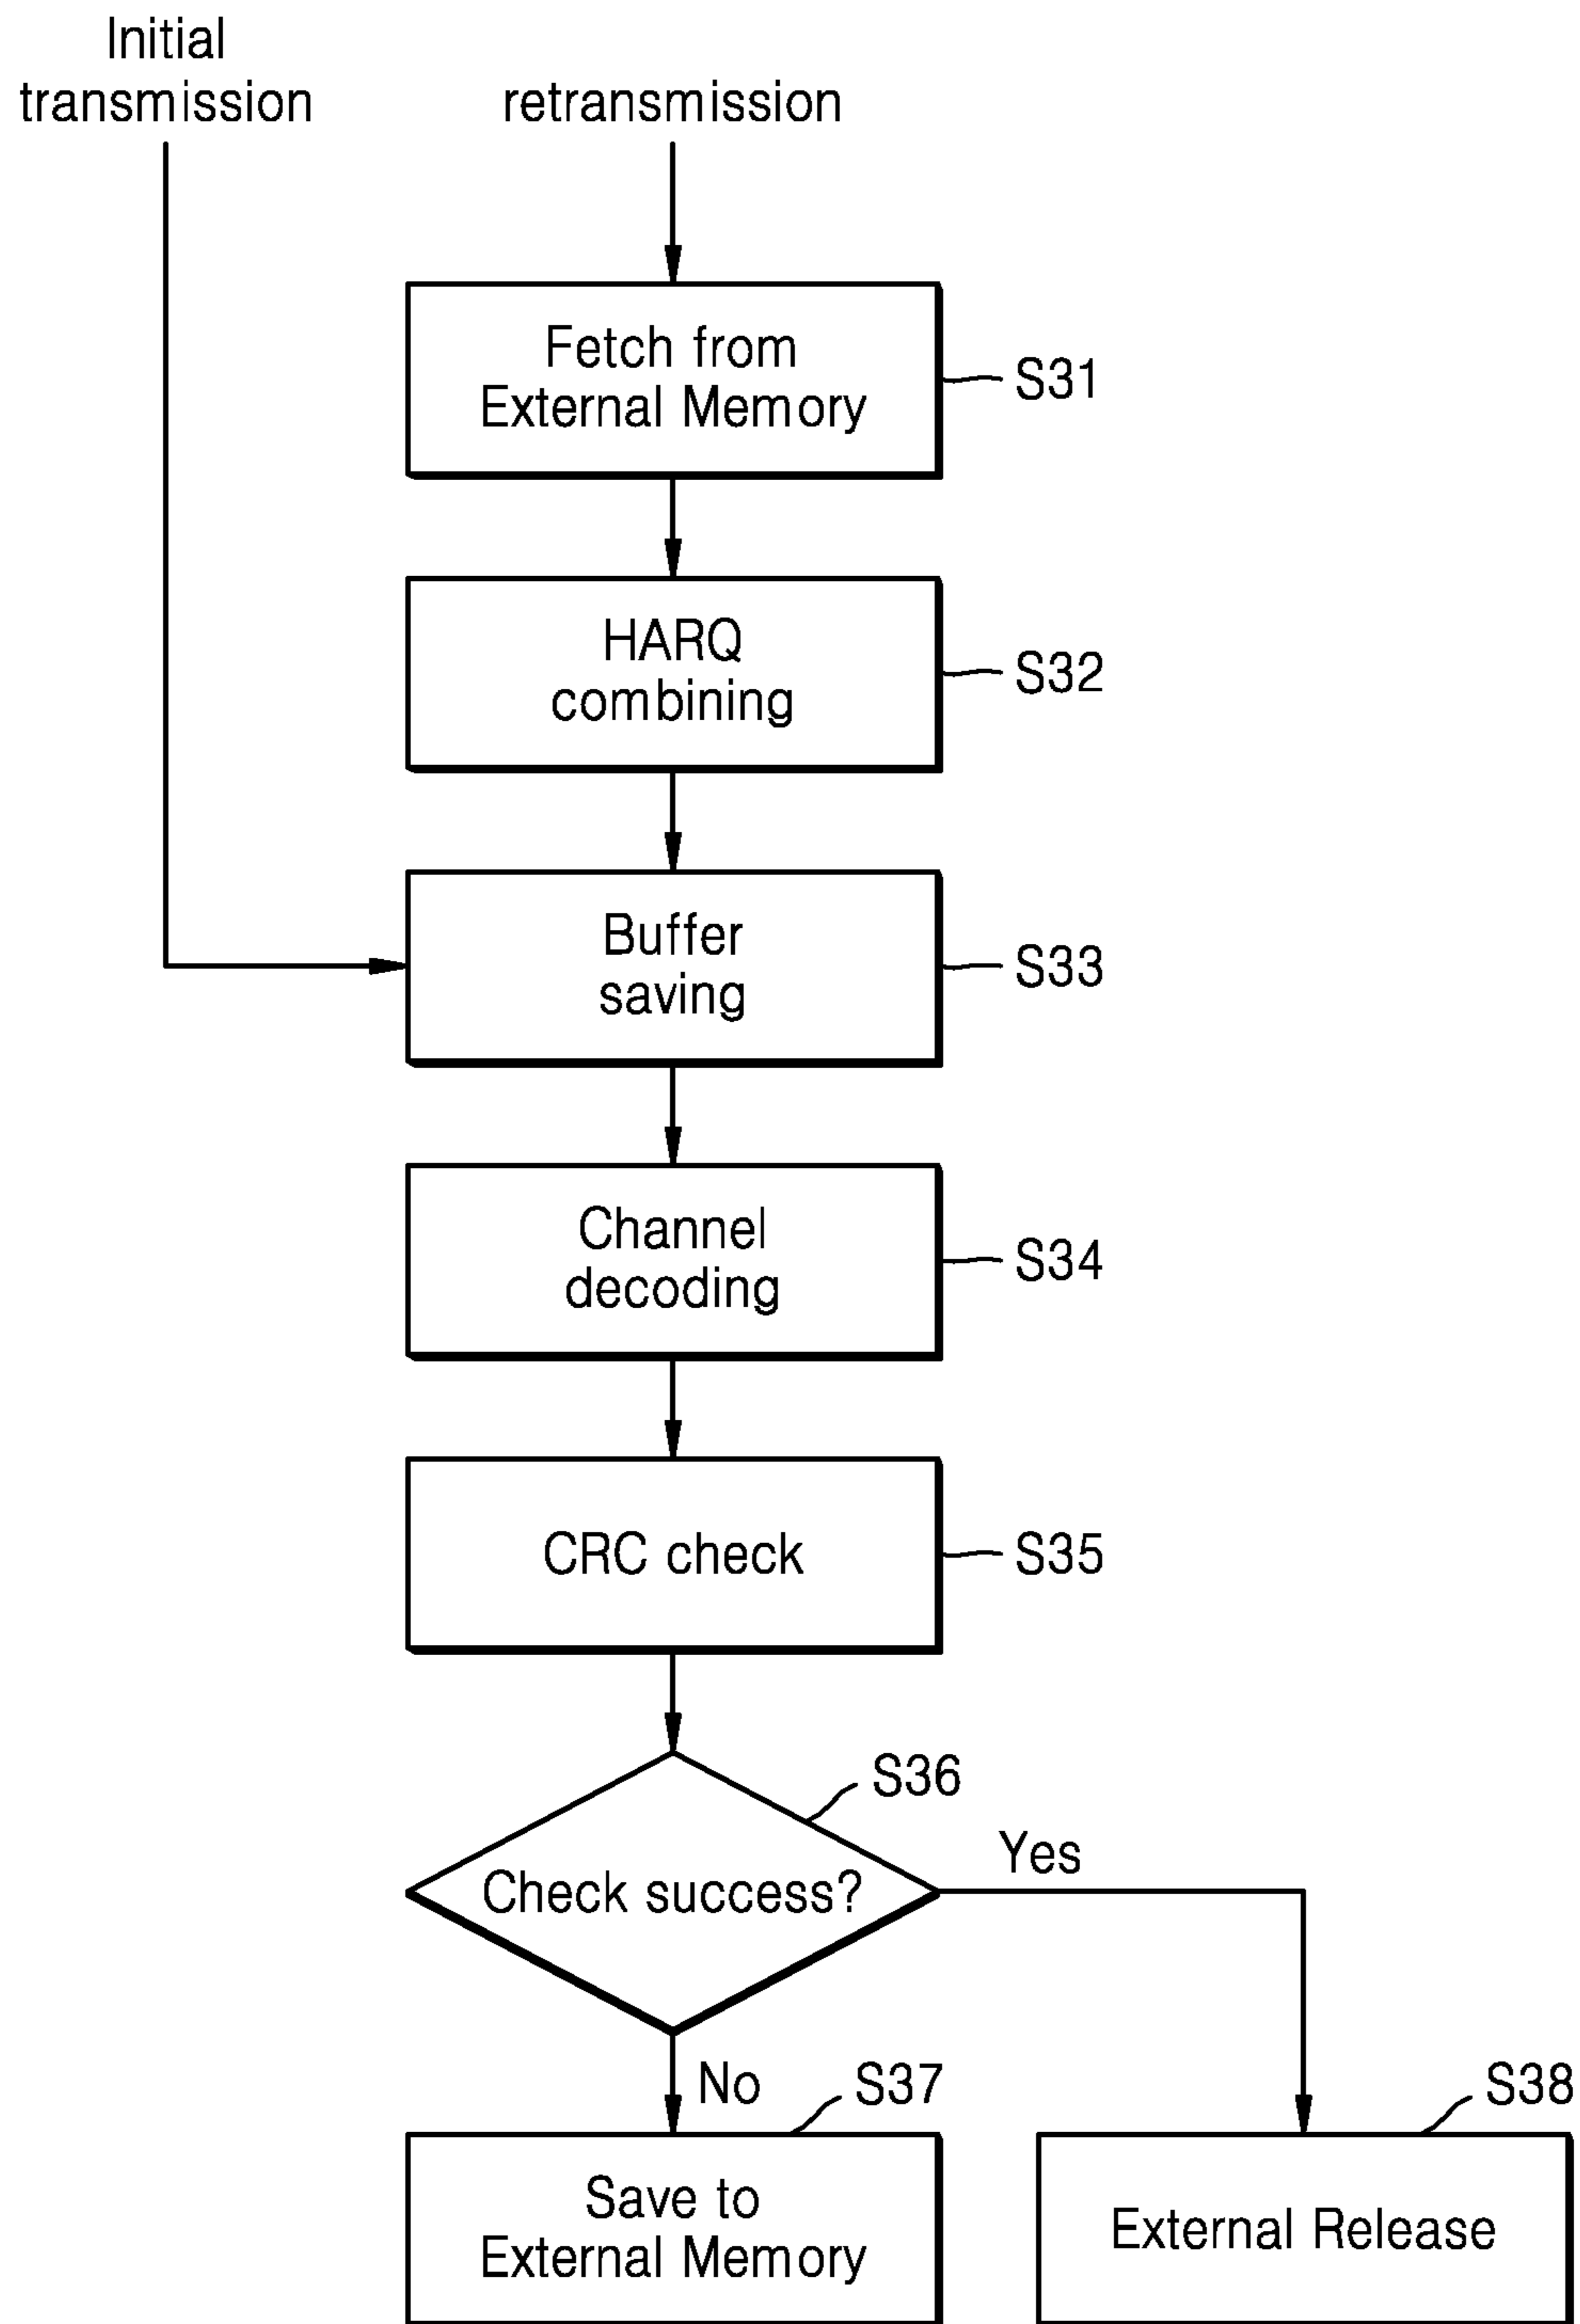 Initial
transmission
retransmission
Fetch from
External Memory
S31
HARQ
combining
S32
Buffer
saving
S33
Channel
decoding
S34
CRC check
S35
S36
Check success?
Yes
No
S37
S38
Save to
External Memory
External Release